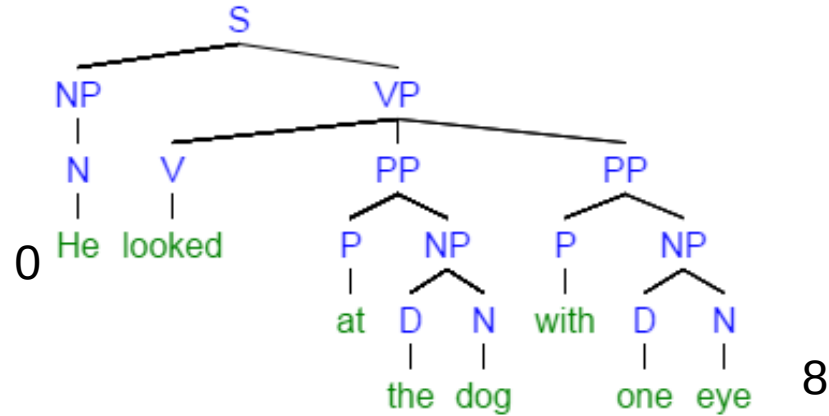 S
NP VP
N V PP PP
He looked P NP P NP
0
at D N with D N
the dog one eye
8